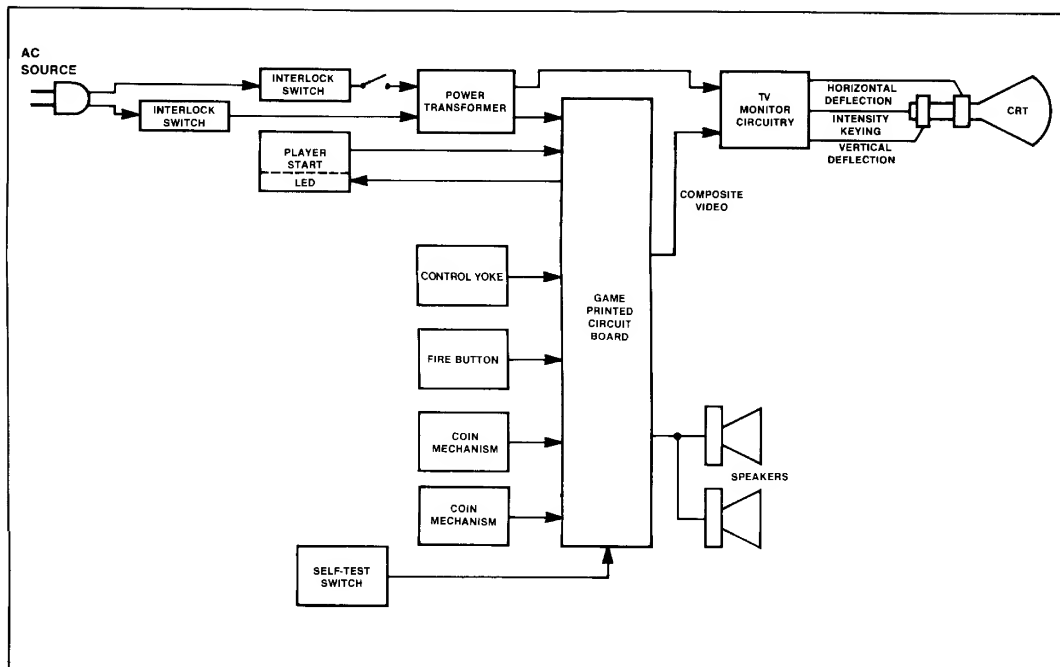 AC
SOURCE
INTERLOCK
SWITCH
INTERLOCK
SWITCH
POWER
TRANSFORMER
TV
MONITOR
CIRCUITRY
HORIZONTAL
DEFLECTION
INTENSITY
KEYING
VERTICAL
DEFLECTION
CRT
PLAYER
START
LED
COMPOSITE
VIDEO
CONTROL YOKE
GAME
PRINTED
CIRCUIT
BOARD
FIRE BUTTON
COIN
MECHANISM
SPEAKERS
COIN
MECHANISM
SELF-TEST
SWITCH